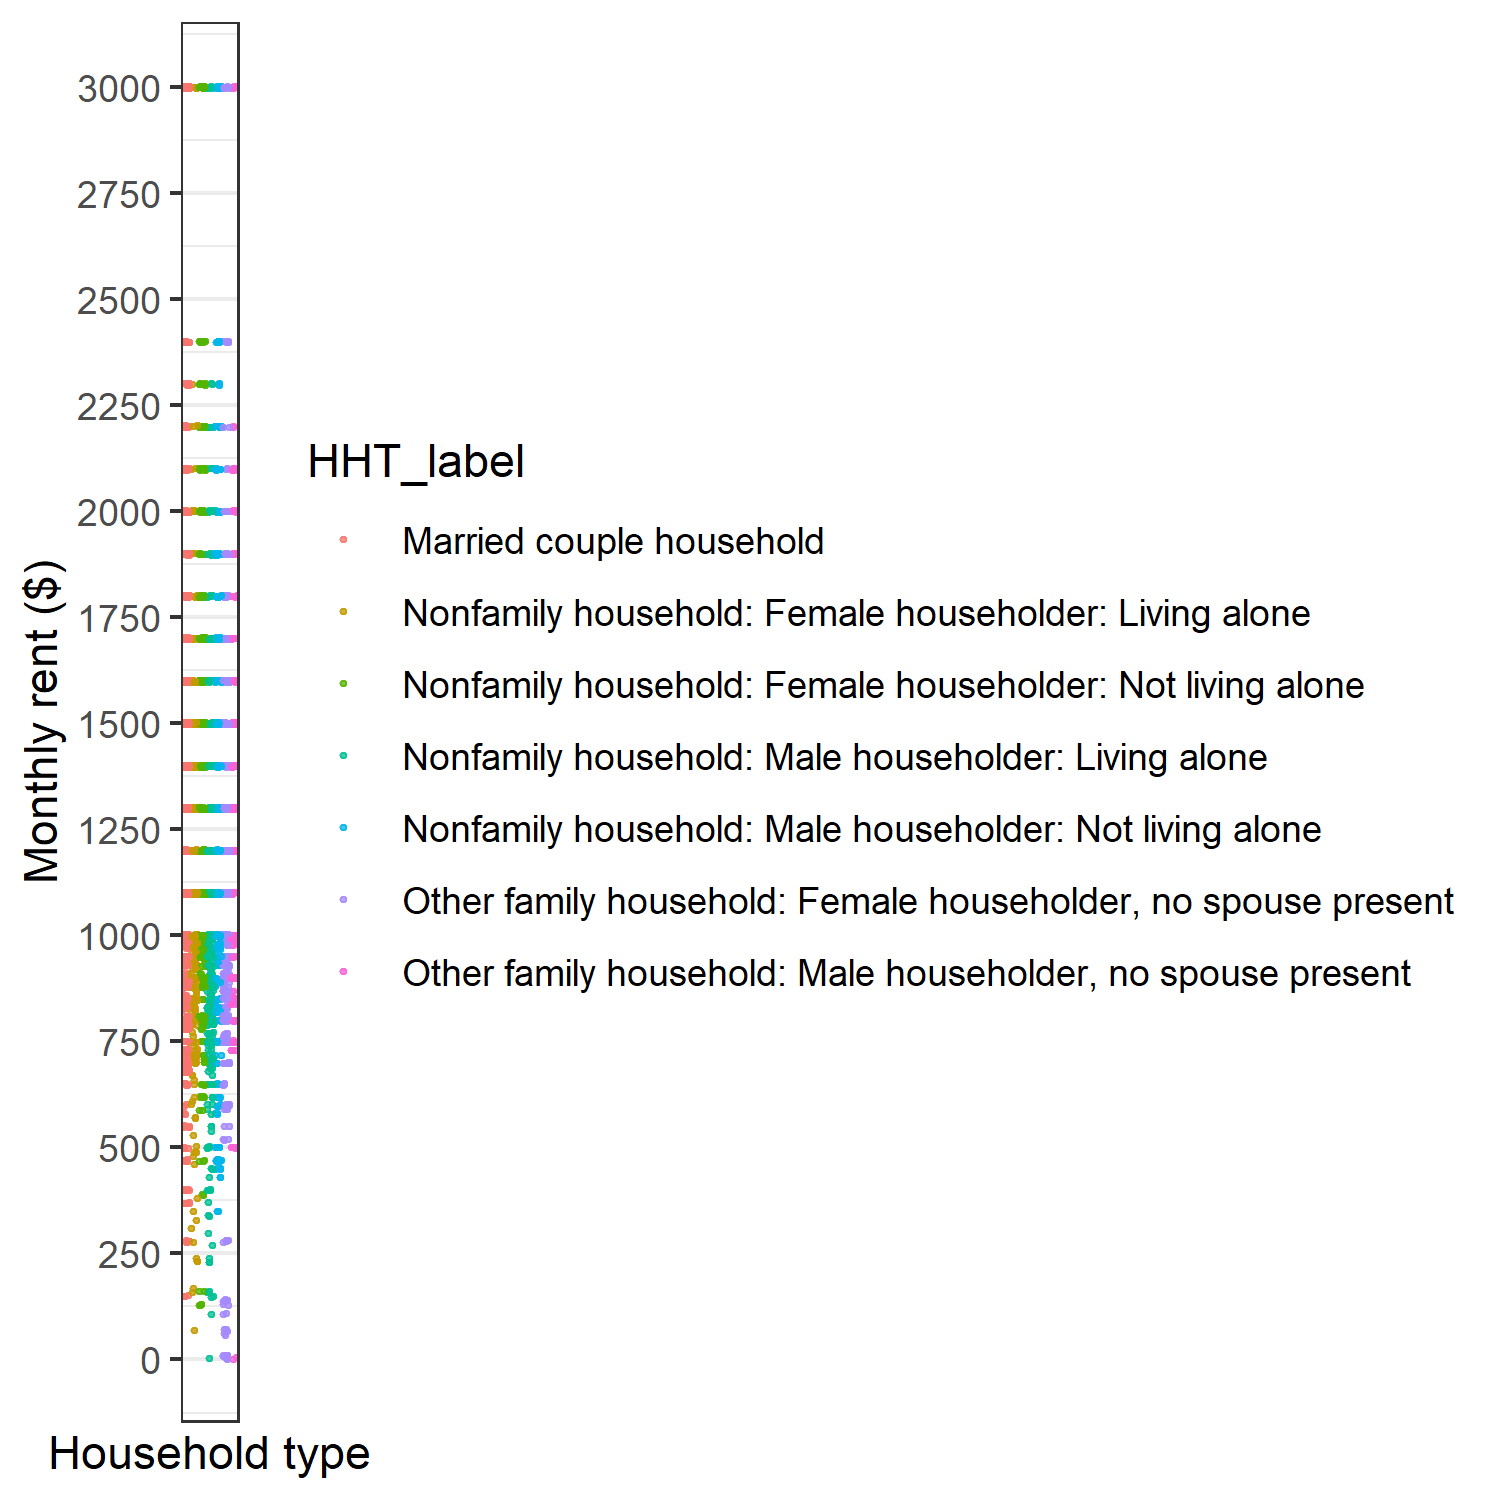 3000
2750
2500
2250
2000
1750
1500
1250
1000
750
500
250
0
Monthly rent ($)
Household type
HHT_label
Married couple household
Nonfamily household: Female householder: Living alone
Nonfamily household: Female householder: Not living alone
Nonfamily household: Male householder: Living alone
Nonfamily household: Male householder: Not living alone
Other family household: Female householder, no spouse present
Other family household: Male householder, no spouse present